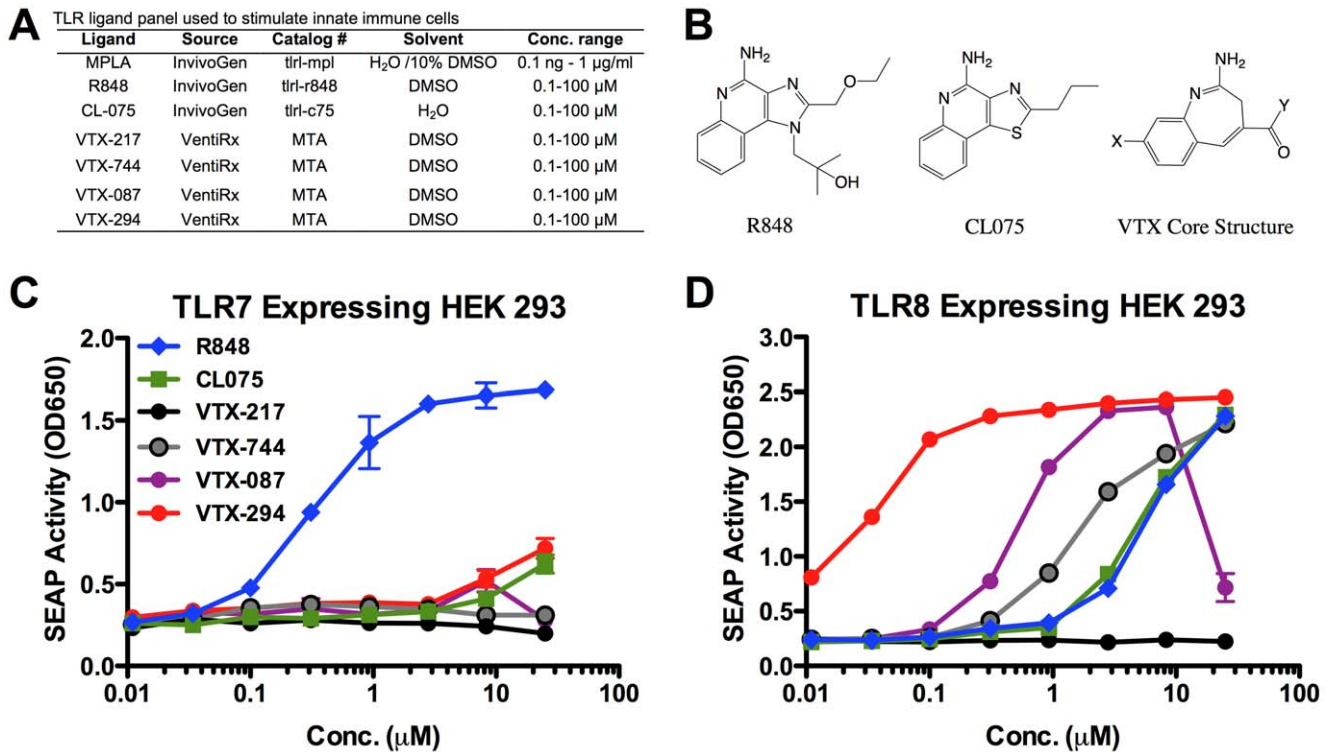 A
TLR ligand panel used to stimulate innate immune cells
Ligand Source Catalog # Solvent Conc. range
MPLA InvivoGen tlrl-mpl H2O /10% DMSO 0.1 ng - 1 µg/ml
R848 InvivoGen tlrl-r848 DMSO 0.1-100 µM
CL-075 InvivoGen tlrl-c75 H2O 0.1-100 µM
VTX-217 VentiRx MTA DMSO 0.1-100 µM
VTX-744 VentiRx MTA DMSO 0.1-100 µM
VTX-087 VentiRx MTA DMSO 0.1-100 µM
VTX-294 VentiRx MTA DMSO 0.1-100 µM
B
NH2
N
N
O
N
OH
R848
NH2
N
N
S
CL075
NH2
N
Y
X
O
VTX Core Structure
C
TLR7 Expressing HEK 293
SEAP Activity (OD650)
2.0
1.5
1.0
0.5
0.0
R848
CL075
VTX-217
VTX-744
VTX-087
VTX-294
0.01 0.1 1 10 100
Conc. (µM)
D
TLR8 Expressing HEK 293
SEAP Activity (OD650)
3.0
2.5
2.0
1.5
1.0
0.5
0.0
0.01 0.1 1 10 100
Conc. (µM)